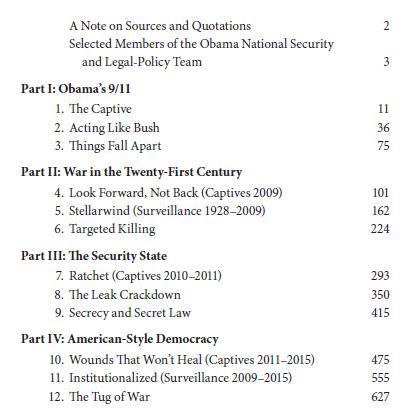 A Note on Sources and Quotations 2
Selected Members of the Obama National Security
and Legal-Policy Team 3
Part I: Obama's 9/11
1. The Captive 11
2. Acting Like Bush 36
3. Things Fall Apart 75
Part II: War in the Twenty-First Century
4. Look Forward, Not Back (Captives 2009) 101
5. Stellarwind (Surveillance 1928–2009) 162
6. Targeted Killing 224
Part III: The Security State
7. Ratchet (Captives 2010–2011) 293
8. The Leak Crackdown 350
9. Secrecy and Secret Law 415
Part IV: American-Style Democracy
10. Wounds That Won't Heal (Captives 2011–2015) 475
11. Institutionalized (Surveillance 2009–2015) 555
12. The Tug of War 627